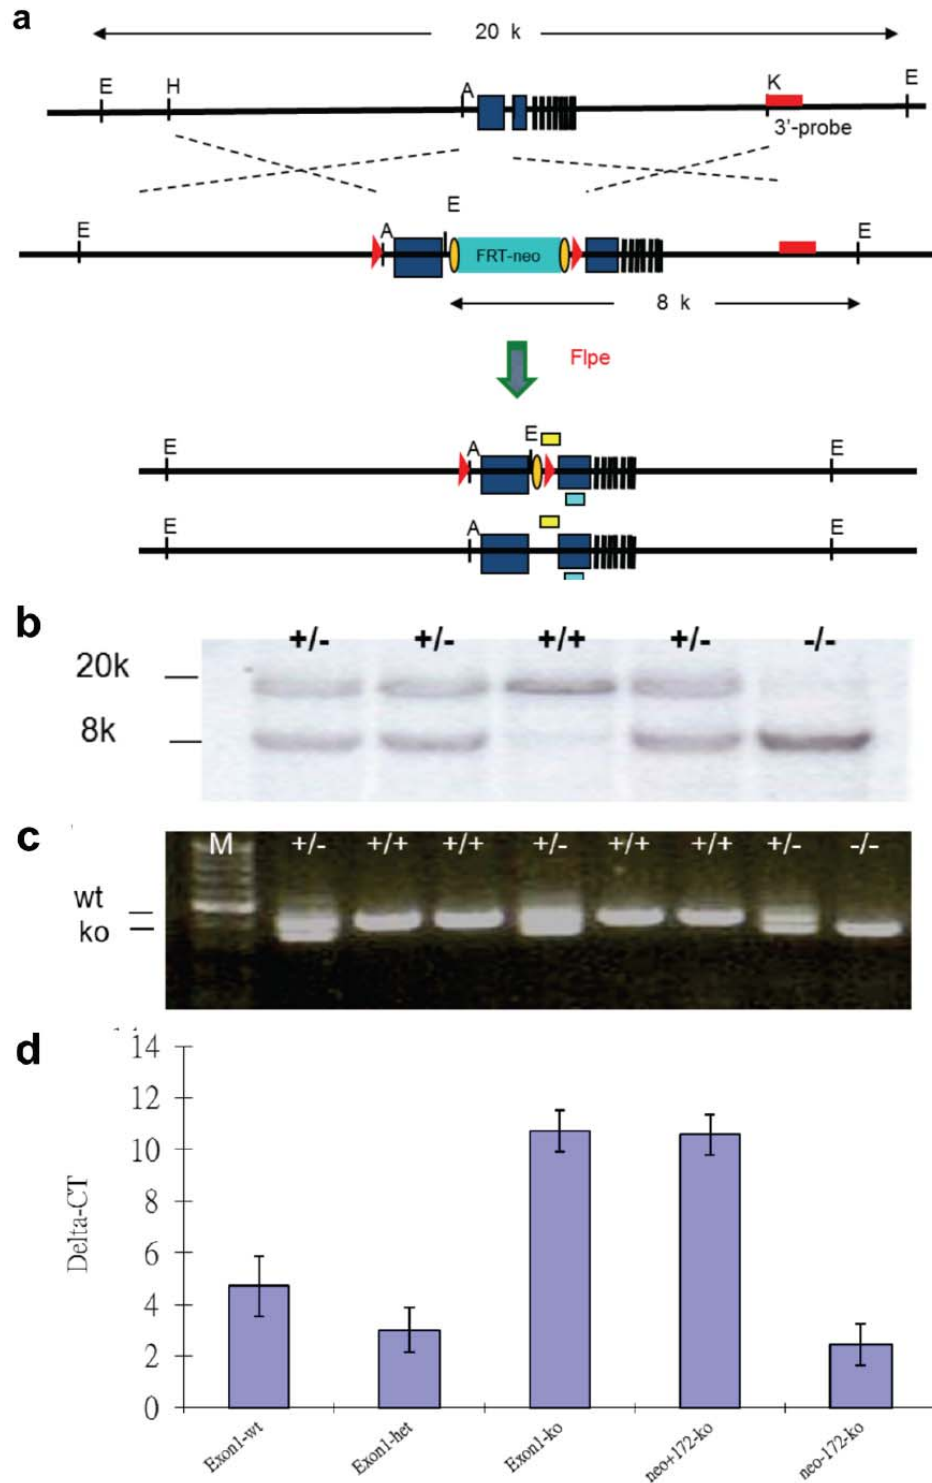 a
20 k
E H A K E
3'-probe
E A E FRT-neo E
8 k
Flpe
E A E E
E A E
b
+/- +/- +/+ +/- -/-
20k
8k
c
M +/- +/+ +/+ +/- +/+ +/+ +/- -/-
wt
ko
d
14
12
10
8
6
4
2
0
Delta-CT
Exon1-wt Exon1-het Exon1-ko neo+172-ko neo-172-ko